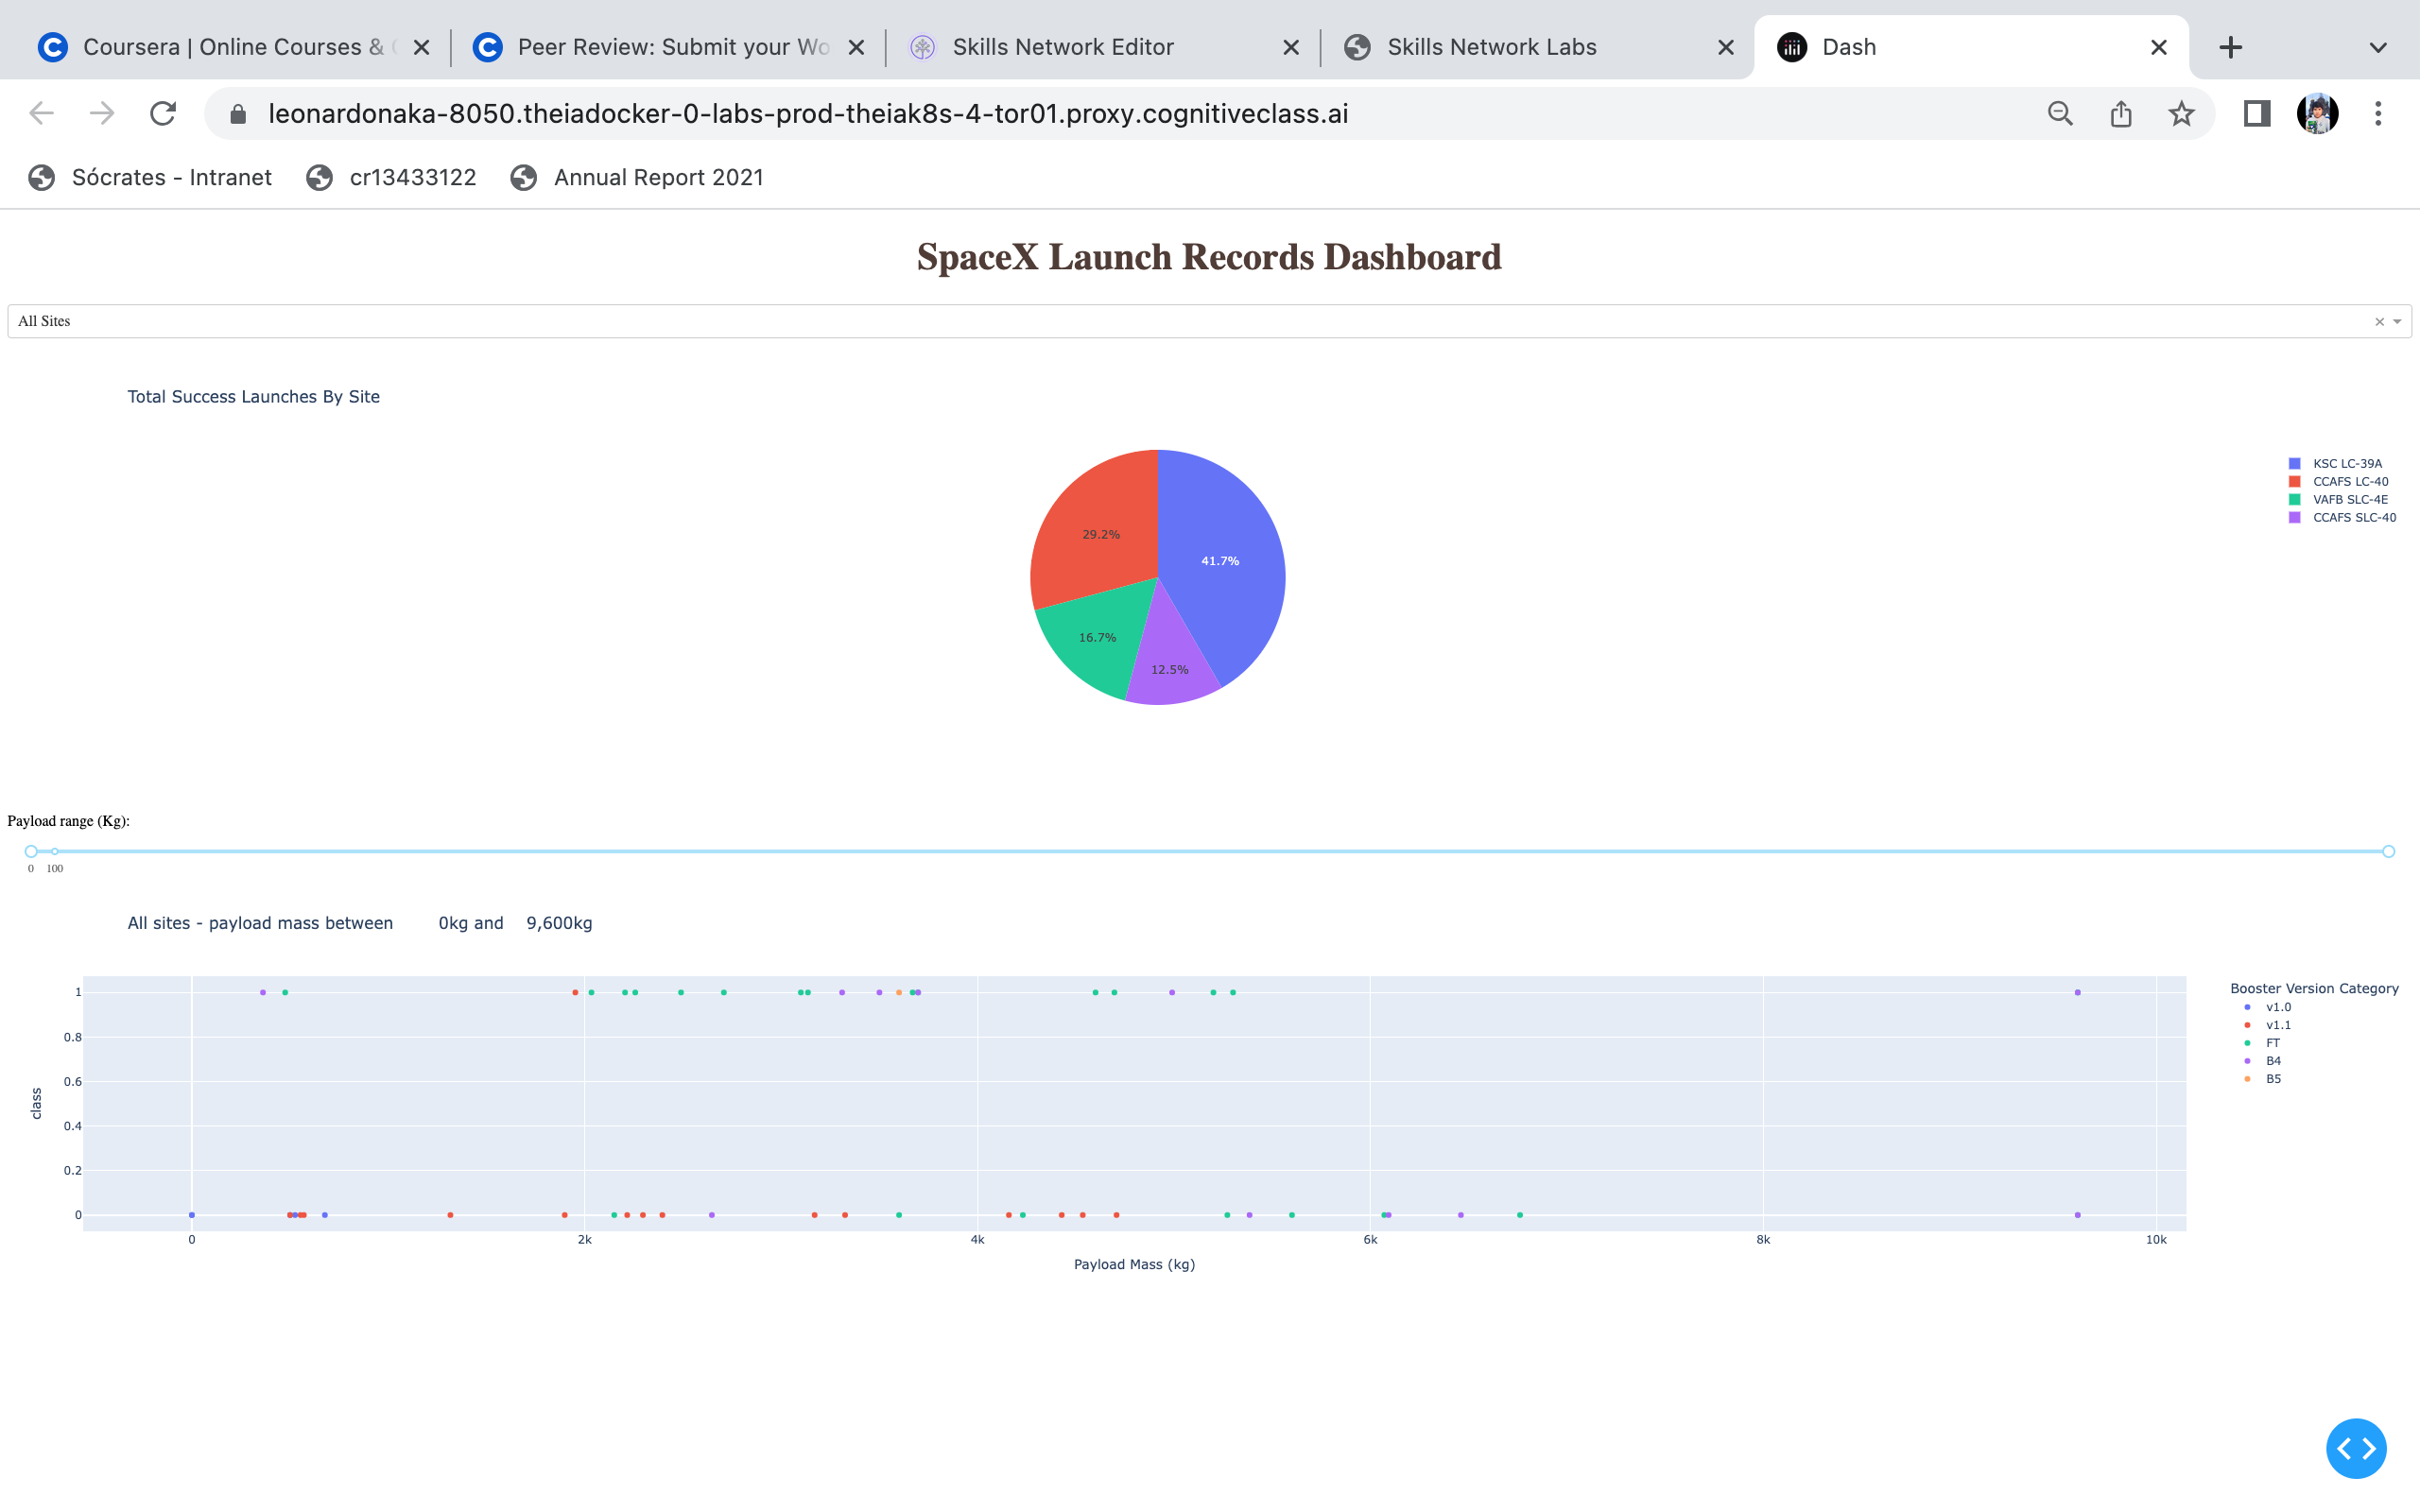 Coursera | Online Courses &
Peer Review: Submit your Wo
Skills Network Editor
Skills Network Labs
Dash
leonardonaka-8050.theiadocker-0-labs-prod-theiak8s-4-tor01.proxy.cognitiveclass.ai
Sócrates - Intranet
cr13433122
Annual Report 2021
SpaceX Launch Records Dashboard
All Sites
Total Success Launches By Site
KSC LC-39A
CCAFS LC-40
VAFB SLC-4E
CCAFS SLC-40
29.2%
41.7%
16.7%
12.5%
Payload range (Kg):
0 100
All sites - payload mass between 0kg and 9,600kg
1
0.8
0.6
0.4
0.2
0
class
0 2k 4k 6k 8k 10k
Payload Mass (kg)
Booster Version Category
v1.0
v1.1
FT
B4
B5